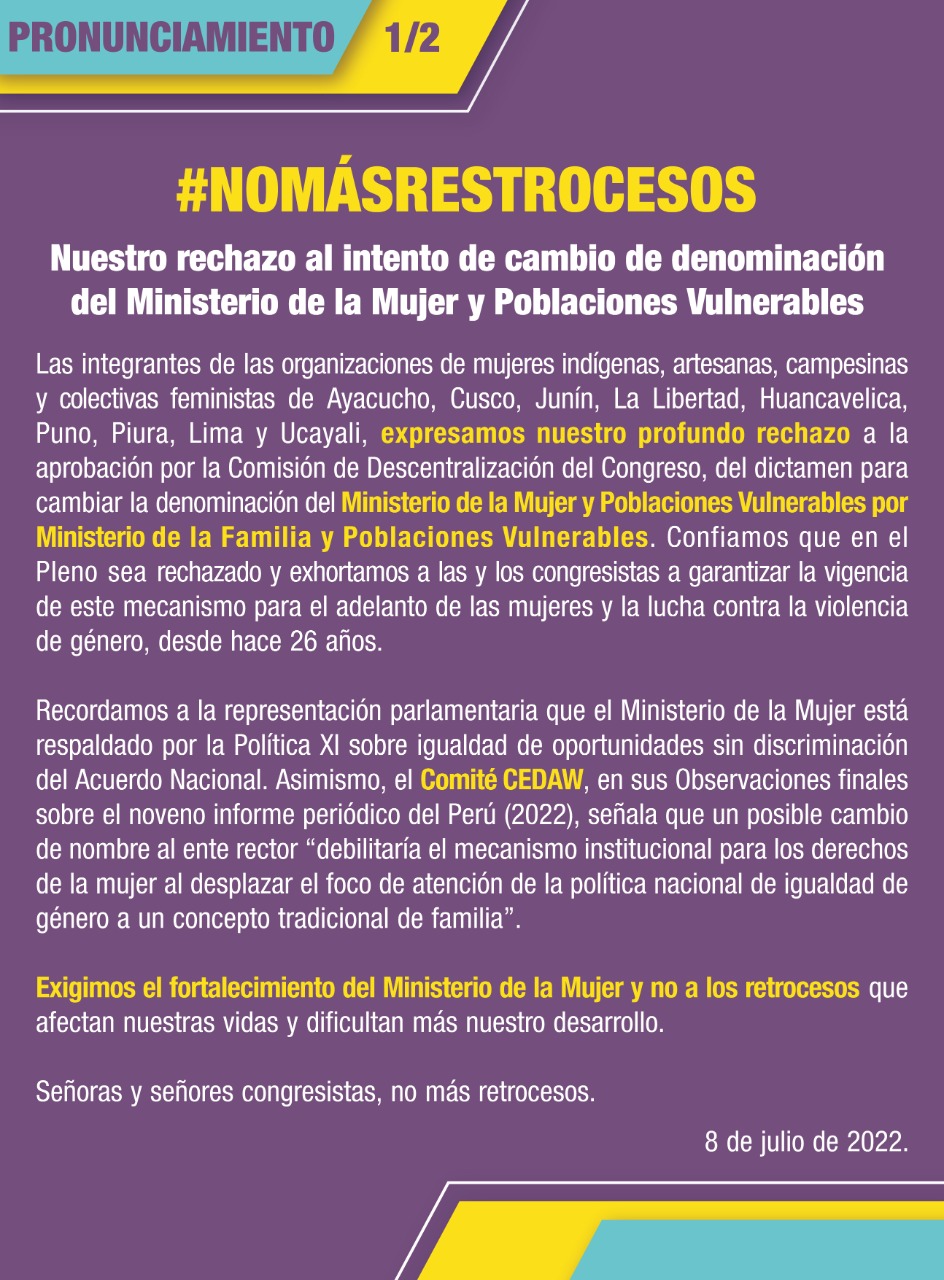 PRONUNCIAMIENTO 1/2
#NOMÁSRESTROCESOS
Nuestro rechazo al intento de cambio de denominación
del Ministerio de la Mujer y Poblaciones Vulnerables
Las integrantes de las organizaciones de mujeres indígenas, artesanas, campesinas
y colectivas feministas de Ayacucho, Cusco, Junín, La Libertad, Huancavelica,
Puno, Piura, Lima y Ucayali, expresamos nuestro profundo rechazo a la
aprobación por la Comisión de Descentralización del Congreso, del dictamen para
cambiar la denominación del Ministerio de la Mujer y Poblaciones Vulnerables por
Ministerio de la Familia y Poblaciones Vulnerables. Confiamos que en el
Pleno sea rechazado y exhortamos a las y los congresistas a garantizar la vigencia
de este mecanismo para el adelanto de las mujeres y la lucha contra la violencia
de género, desde hace 26 años.
Recordamos a la representación parlamentaria que el Ministerio de la Mujer está
respaldado por la Política XI sobre igualdad de oportunidades sin discriminación
del Acuerdo Nacional. Asimismo, el Comité CEDAW, en sus Observaciones finales
sobre el noveno informe periódico del Perú (2022), señala que un posible cambio
de nombre al ente rector “debilitaría el mecanismo institucional para los derechos
de la mujer al desplazar el foco de atención de la política nacional de igualdad de
género a un concepto tradicional de familia”.
Exigimos el fortalecimiento del Ministerio de la Mujer y no a los retrocesos que
afectan nuestras vidas y dificultan más nuestro desarrollo.
Señoras y señores congresistas, no más retrocesos.
8 de julio de 2022.